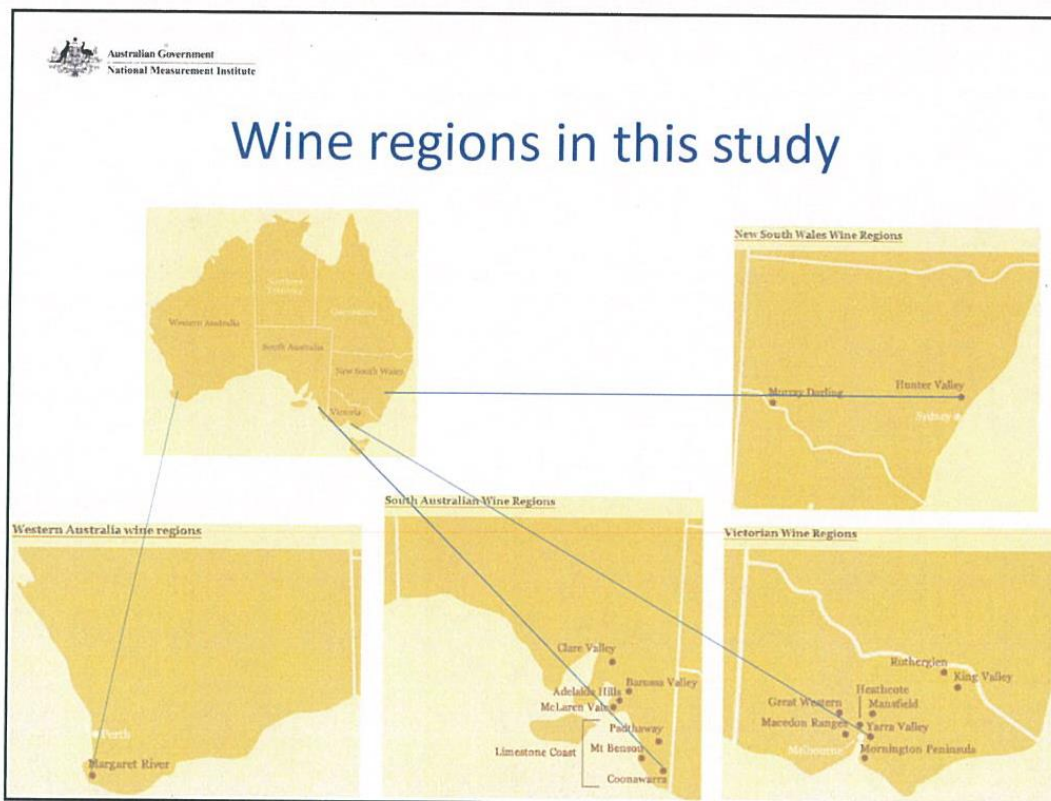 Australian Government
National Measurement Institute
Wine regions in this study
Northern
Territory
Queensland
Western Australia
South Australia
New South Wales
Victoria
New South Wales Wine Regions
Hunter Valley
Murray Darling
Sydney
Western Australia wine regions
Perth
Margaret River
South Australian Wine Regions
Clare Valley
Barossa Valley
Adelaide Hills
McLaren Vale
Padthaway
Limestone Coast
Mt Benson
Coonawarra
Victorian Wine Regions
Rutherglen
King Valley
Heathcote
Great Western
Mansfield
Macedon Ranges
Yarra Valley
Melbourne
Mornington Peninsula